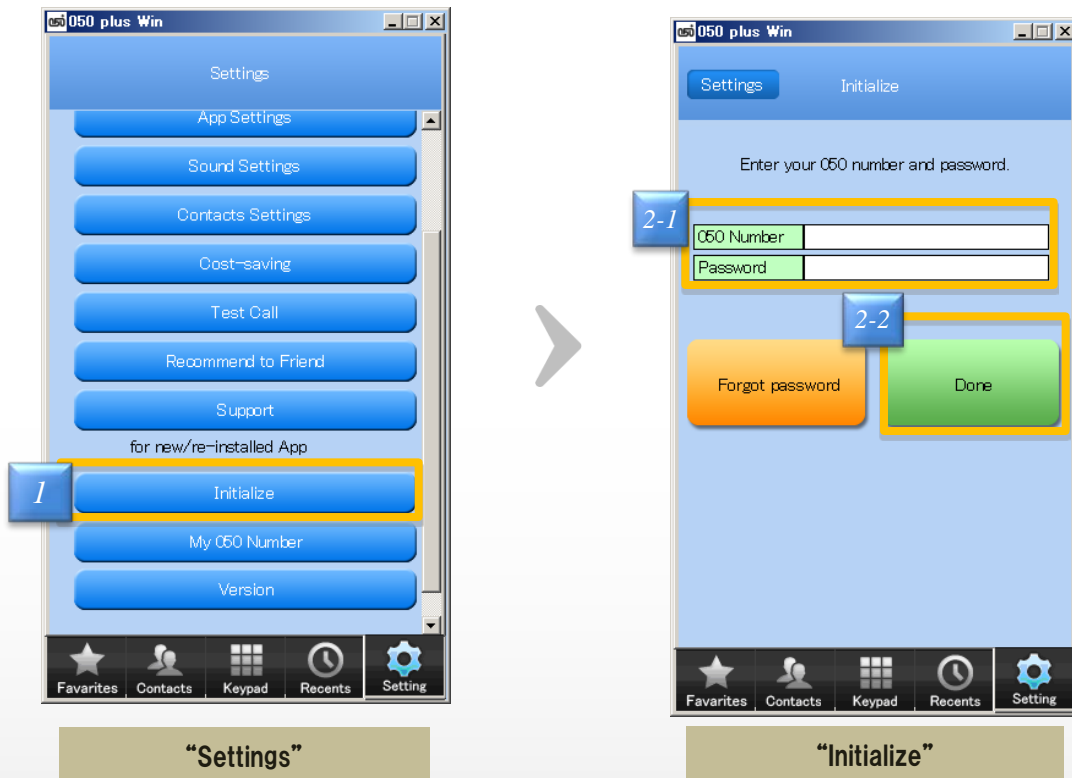 050 050 plus Win
Settings
App Settings
Sound Settings
Contacts Settings
Cost-saving
Test Call
Recommend to Friend
Support
for new/re-installed App
1
Initialize
My 050 Number
Version
Favarites Contacts Keypad Recents Setting
“Settings”
050 050 plus Win
Settings Initialize
Enter your 050 number and password.
2-1
050 Number
Password
2-2
Forgot password Done
Favarites Contacts Keypad Recents Setting
“Initialize”